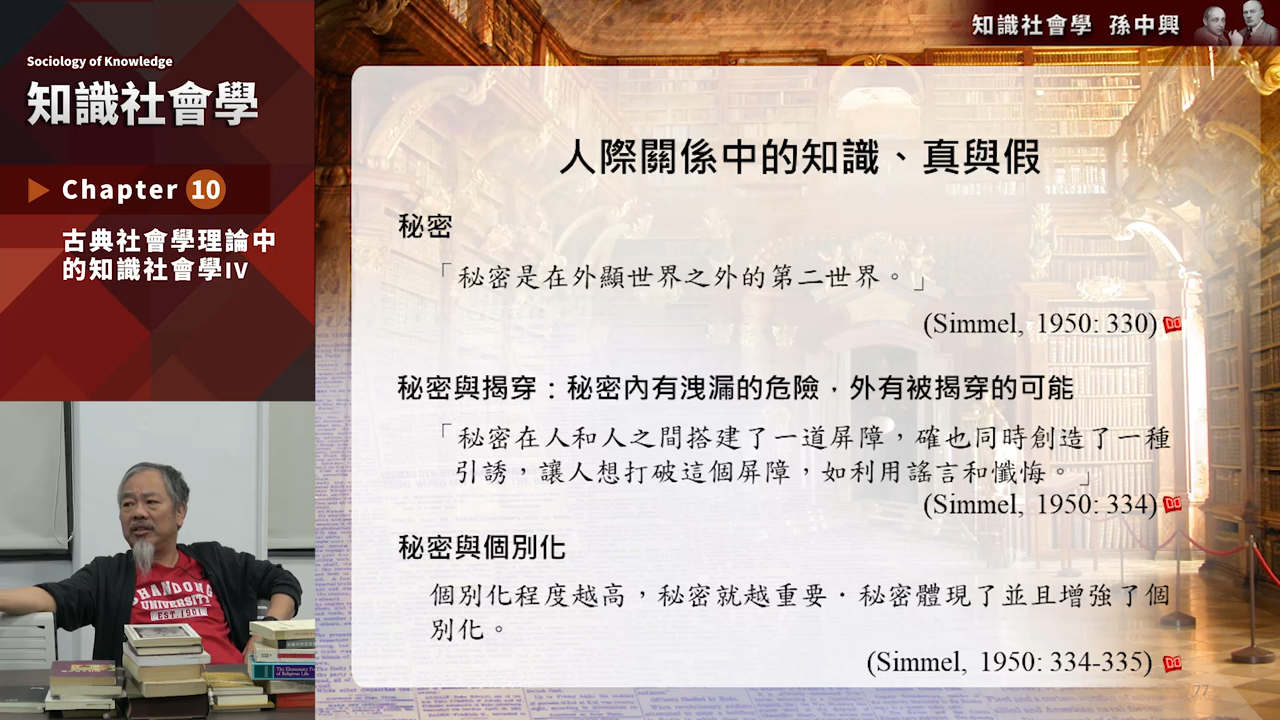 Sociology of Knowledge
知識社會學
Chapter 10
古典社會學理論中
的知識社會學IV
知識社會學 孫中興
人際關係中的知識、真與假
秘密
「秘密是在外顯世界之外的第二世界。」
(Simmel, 1950: 330)
秘密與揭穿：秘密內有洩漏的危險，外有被揭穿的可能
「秘密在人和人之間搭建了一道屏障，確也同時創造了一種
引誘，讓人想打破這個屏障，如利用謠言和懺悔。」
(Simmel, 1950: 334)
秘密與個別化
個別化程度越高，秘密就越重要．秘密體現了並且增強了個
別化。
(Simmel, 1950: 334-335)
77
SHANDONG
UNIVERSITY
EST.1901
The Elementary
of Religious Life